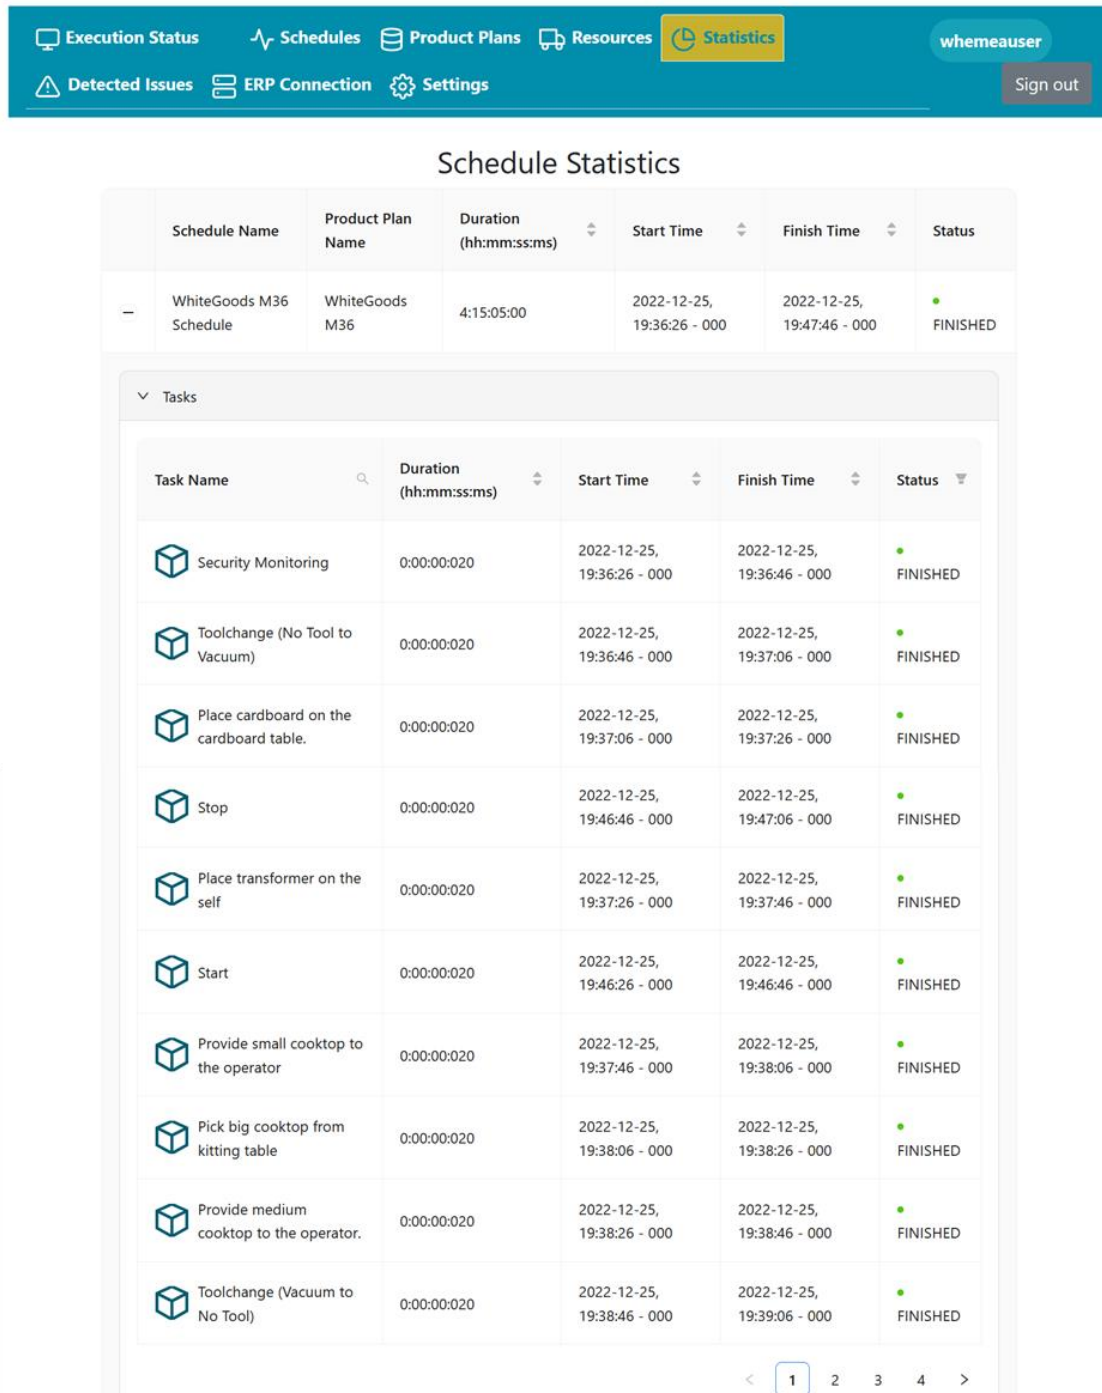 Execution Status Schedules Product Plans Resources Statistics whemeauser
Detected Issues ERP Connection Settings Sign out
Schedule Statistics
Schedule Name Product Plan Name Duration (hh:mm:ss:ms) Start Time Finish Time Status
WhiteGoods M36 Schedule WhiteGoods M36 4:15:05:00 2022-12-25, 19:36:26 - 000 2022-12-25, 19:47:46 - 000 FINISHED
Tasks
Task Name Duration (hh:mm:ss:ms) Start Time Finish Time Status
Security Monitoring 0:00:00:020 2022-12-25, 19:36:26 - 000 2022-12-25, 19:36:46 - 000 FINISHED
Toolchange (No Tool to Vacuum) 0:00:00:020 2022-12-25, 19:36:46 - 000 2022-12-25, 19:37:06 - 000 FINISHED
Place cardboard on the cardboard table. 0:00:00:020 2022-12-25, 19:37:06 - 000 2022-12-25, 19:37:26 - 000 FINISHED
Stop 0:00:00:020 2022-12-25, 19:46:46 - 000 2022-12-25, 19:47:06 - 000 FINISHED
Place transformer on the self 0:00:00:020 2022-12-25, 19:37:26 - 000 2022-12-25, 19:37:46 - 000 FINISHED
Start 0:00:00:020 2022-12-25, 19:46:26 - 000 2022-12-25, 19:46:46 - 000 FINISHED
Provide small cooktop to the operator 0:00:00:020 2022-12-25, 19:37:46 - 000 2022-12-25, 19:38:06 - 000 FINISHED
Pick big cooktop from kitting table 0:00:00:020 2022-12-25, 19:38:06 - 000 2022-12-25, 19:38:26 - 000 FINISHED
Provide medium cooktop to the operator. 0:00:00:020 2022-12-25, 19:38:26 - 000 2022-12-25, 19:38:46 - 000 FINISHED
Toolchange (Vacuum to No Tool) 0:00:00:020 2022-12-25, 19:38:46 - 000 2022-12-25, 19:39:06 - 000 FINISHED
< 1 2 3 4 >